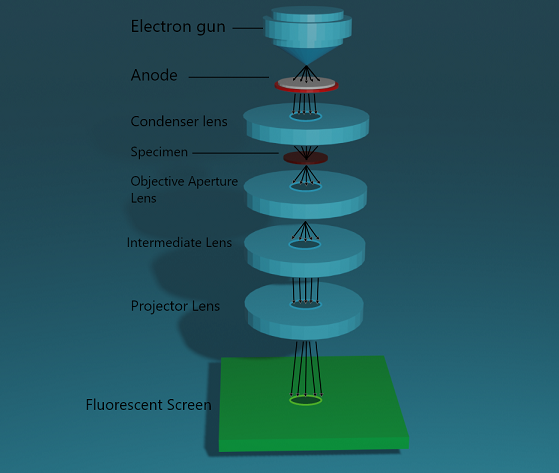 Electron gun
Anode
Condenser lens
Specimen
Objective Aperture
Lens
Intermediate Lens
Projector Lens
Fluorescent Screen